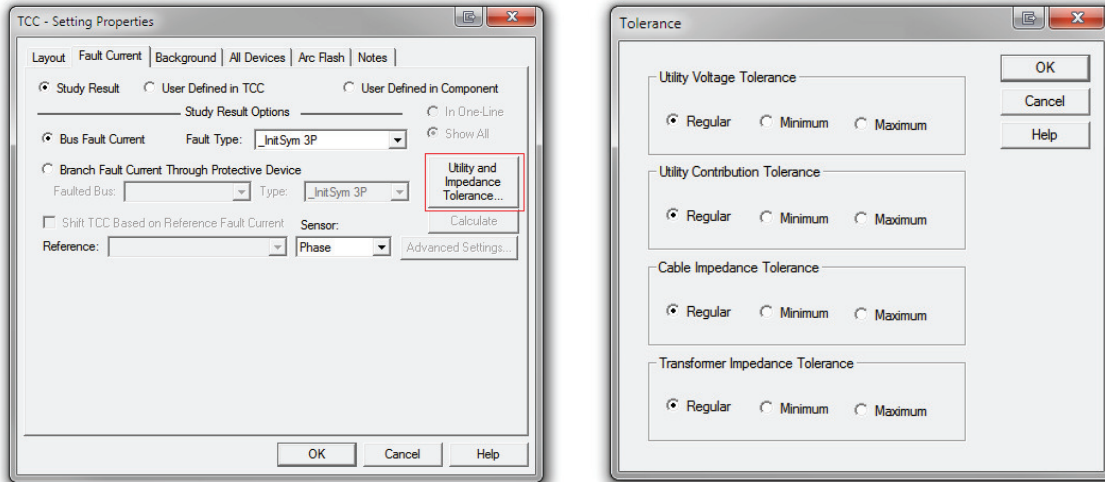 TCC - Setting Properties
Layout Fault Current Background All Devices Arc Flash Notes
Study Result User Defined in TCC User Defined in Component
Study Result Options In One-Line
Bus Fault Current Fault Type: _InitSym 3P Show All
Branch Fault Current Through Protective Device
Utility and
Impedance
Tolerance...
Faulted Bus: Type: _InitSym 3P
Shift TCC Based on Reference Fault Current Sensor: Calculate
Reference: Phase Advanced Settings...
OK Cancel Help
Tolerance
OK
Cancel
Help
Utility Voltage Tolerance
Regular Minimum Maximum
Utility Contribution Tolerance
Regular Minimum Maximum
Cable Impedance Tolerance
Regular Minimum Maximum
Transformer Impedance Tolerance
Regular Minimum Maximum